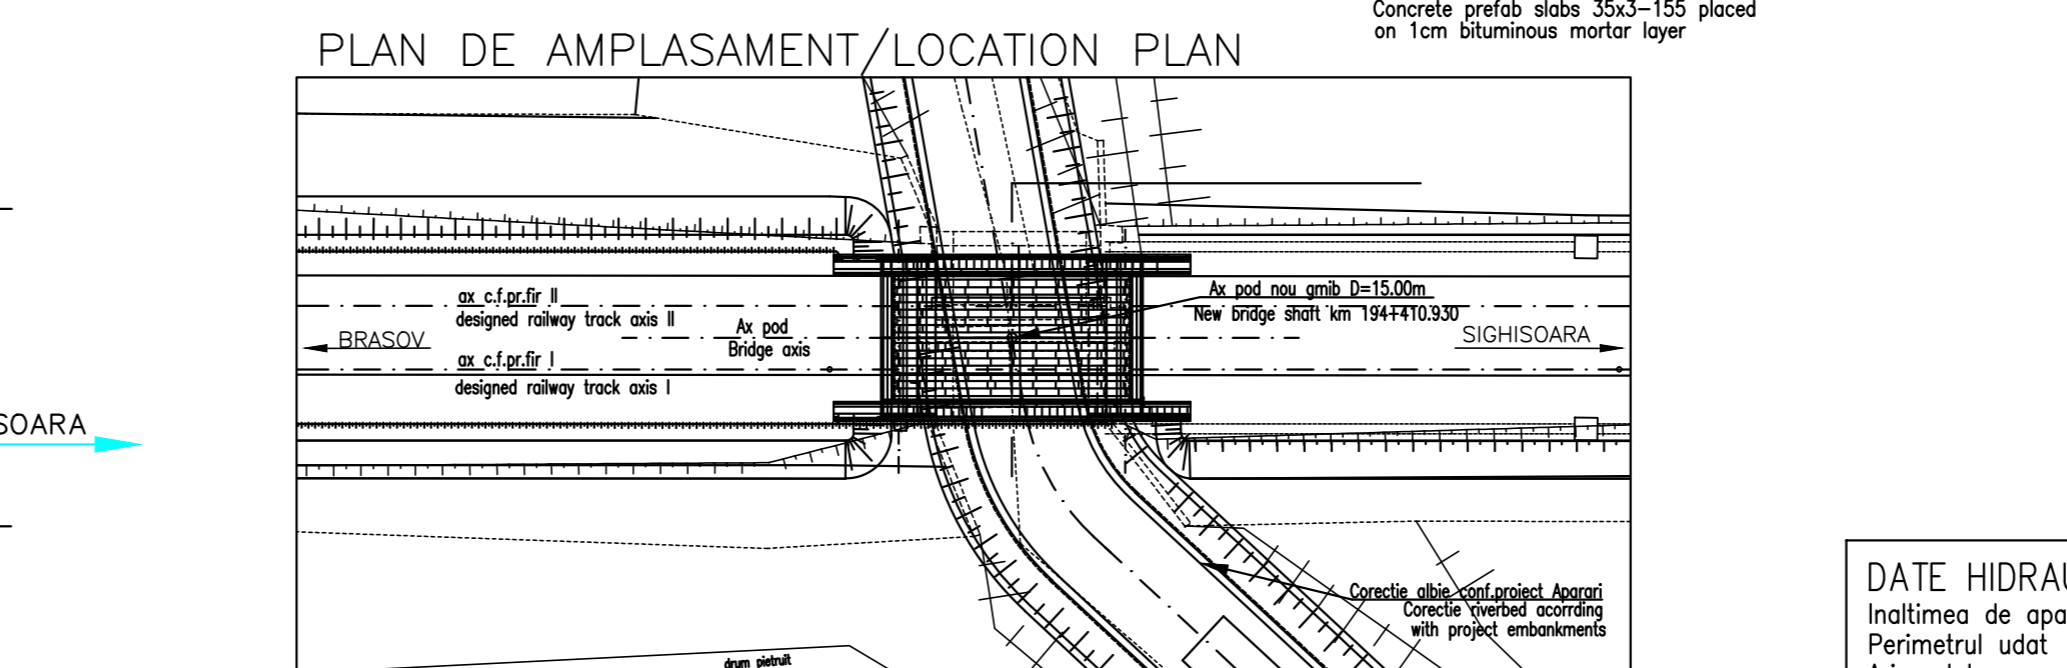 Concrete prefab slabs 35x3-155 placed
on 1cm bituminous mortar layer
PLAN DE AMPLASAMENT/LOCATION PLAN
ax c.f.pr.fir II
designed railway track axis II
Ax pod
Bridge axis
BRASOV
ax c.f.pr.fir I
designed railway track axis I
Ax pod nou gmib D=15.00m
New bridge shaft km 194+410.930
SIGHISOARA
SOARA
Corectie albie conf.proiect Aparari
Corectie riverbed acorrding
with project embankments
drum pietruit
DATE HIDRAU
Inaltimea de apa
Perimetrul udat